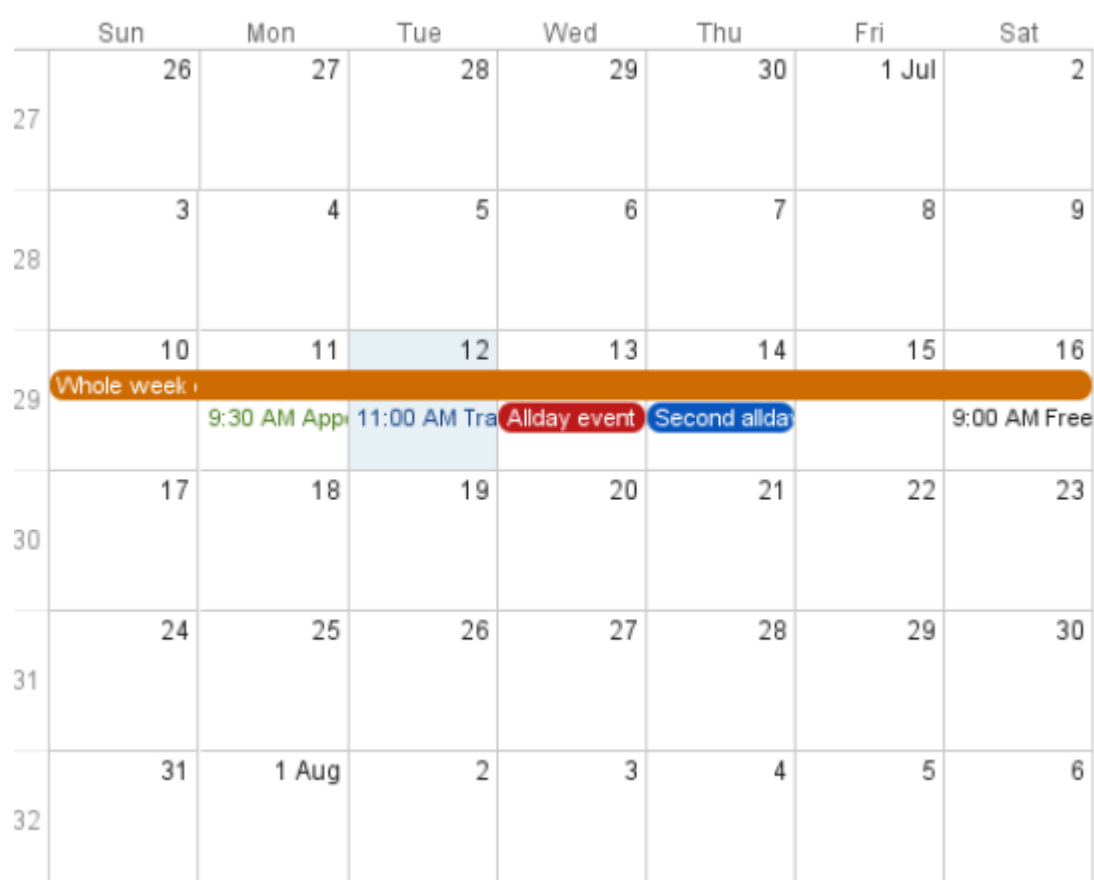 Sun Mon Tue Wed Thu Fri Sat
26 27 28 29 30 1 Jul 2
27
3 4 5 6 7 8 9
28
10 11 12 13 14 15 16
Whole week
29
9:30 AM App 11:00 AM Tra Allday event Second allday 9:00 AM Free
17 18 19 20 21 22 23
30
24 25 26 27 28 29 30
31
31 1 Aug 2 3 4 5 6
32